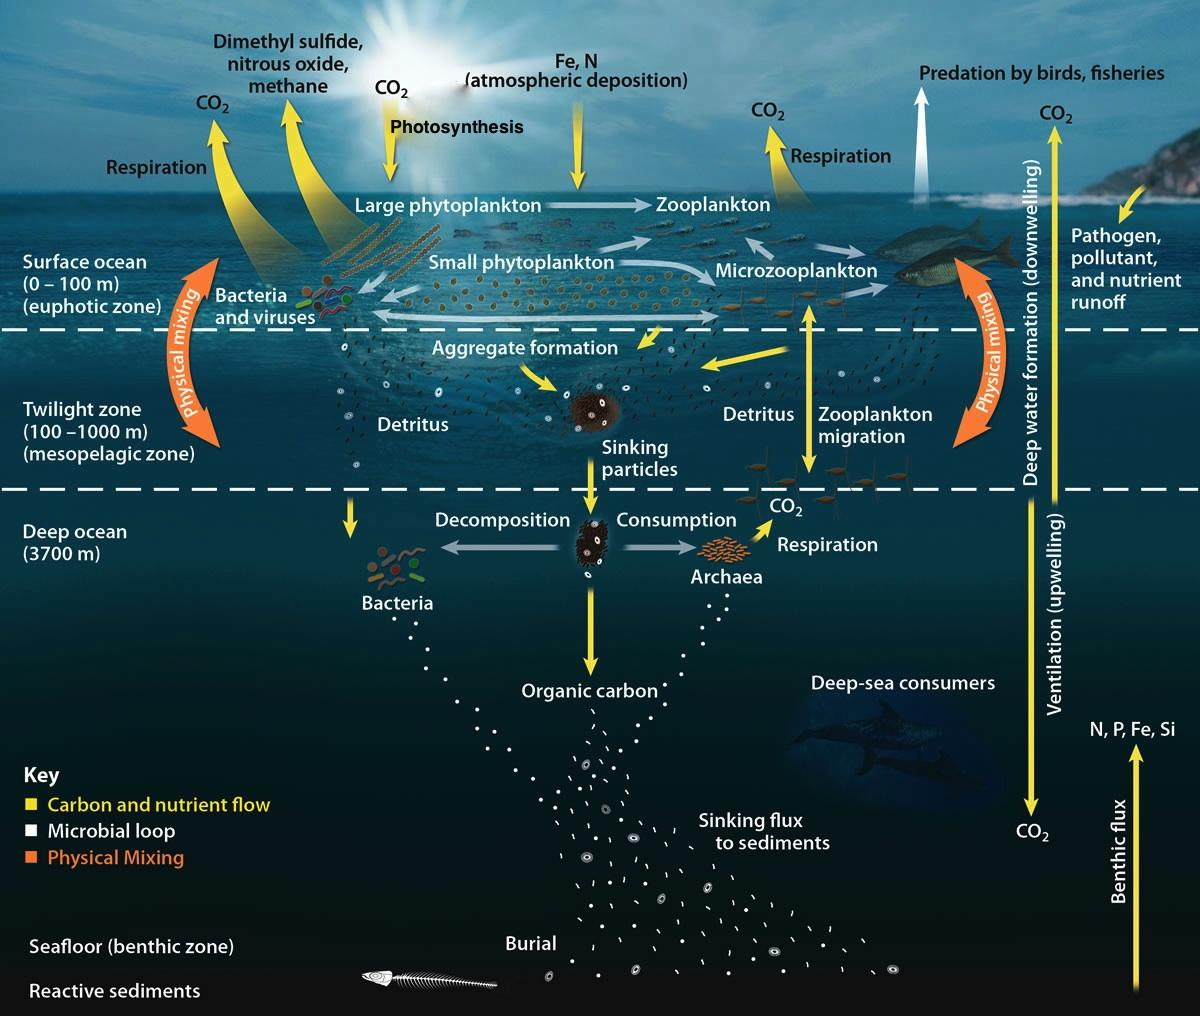 Dimethyl sulfide,
nitrous oxide,
methane
CO2
CO2
Photosynthesis
Fe, N
(atmospheric deposition)
CO2
Predation by birds, fisheries
CO2
Respiration
Respiration
Large phytoplankton
Zooplankton
Small phytoplankton
Microzooplankton
Surface ocean
(0 – 100 m)
(euphotic zone)
Bacteria
and viruses
Physical mixing
Physical mixing
Deep water formation (downwelling)
Pathogen,
pollutant,
and nutrient
runoff
Aggregate formation
Twilight zone
(100 –1000 m)
(mesopelagic zone)
Detritus
Detritus
Zooplankton
migration
Sinking
particles
Deep ocean
(3700 m)
Decomposition
Consumption
CO2
Respiration
Bacteria
Archaea
Ventilation (upwelling)
Organic carbon
Deep-sea consumers
N, P, Fe, Si
Benthic flux
CO2
Key
Carbon and nutrient flow
Microbial loop
Physical Mixing
Sinking flux
to sediments
Seafloor (benthic zone)
Burial
Reactive sediments